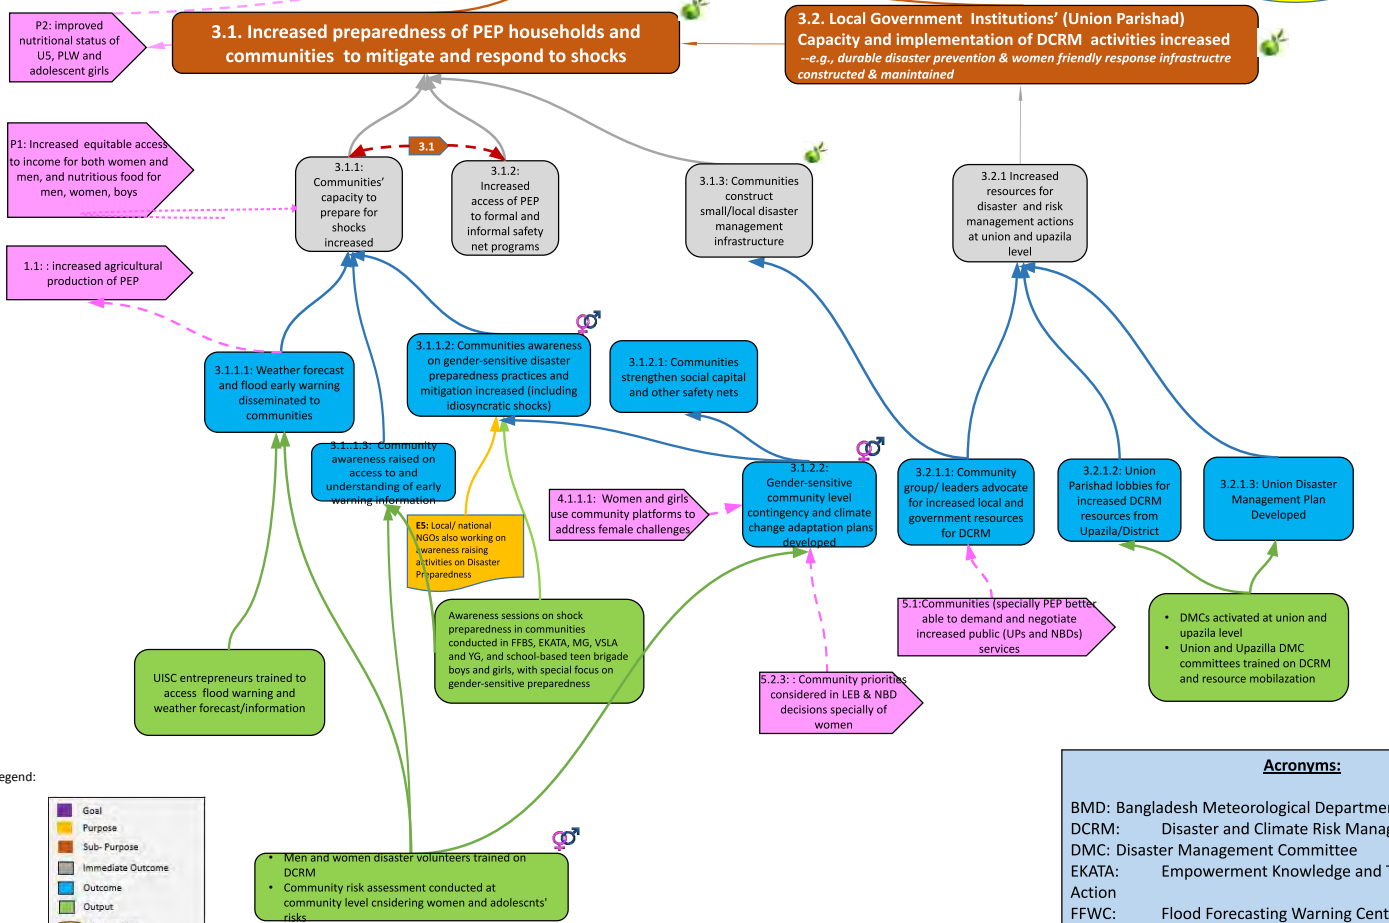 P2: improved
nutritional status of
U5, PLW and
adolescent girls
3.1. Increased preparedness of PEP households and
communities  to mitigate and respond to shocks
3.2. Local Government  Institutions’ (Union Parishad)
Capacity and implementation of DCRM  activities increased
--e.g., durable disaster prevention & women friendly response infrastructre
constructed & manintained
P1: Increased  equitable access
to income for both women and
men, and nutritious food for
men, women, boys
3.1
3.1.1:
Communities’
capacity to
prepare for
shocks
increased
3.1.2:
Increased
access of PEP
to formal and
informal safety
net programs
3.1.3: Communities
construct
small/local disaster
management
infrastructure
3.2.1 Increased
resources for
disaster  and risk
management actions
at union and upazila
level
1.1: : increased agricultural
production of PEP
3.1.1.1: Weather forecast
and flood early warning
disseminated to
communities
3.1.1.2: Communities awareness
on gender-sensitive disaster
preparedness practices and
mitigation increased (including
idiosyncratic shocks)
3.1.2.1: Communities
strengthen social capital
and other safety nets
3.1..1.3:  Community
awareness raised on
access to and
understanding of early
warning information
3.1.2.2:
Gender-sensitive
community level
contingency and climate
change adaptation plans
developed
3.2.1.1: Community
group/ leaders advocate
for increased local and
government resources
for DCRM
3.2.1.2: Union
Parishad lobbies for
increased DCRM
resources from
Upazila/District
3.2.1.3: Union Disaster
Management Plan
Developed
4.1.1.1:  Women and girls
use community platforms to
address female challenges
E5: Local/ national
NGOs also working on
awareness raising
activities on Disaster
Preparedness
Awareness sessions on shock
preparedness in communities
conducted in FFBS, EKATA, MG, VSLA
and YG, and school-based teen brigade
boys and girls, with special focus on
gender-sensitive preparedness
5.1:Communities (specially PEP better
able to demand and negotiate
increased public (UPs and NBDs)
services
• DMCs activated at union and
upazila level
• Union and Upazilla DMC
committees trained on DCRM
and resource mobilazation
UISC entrepreneurs trained to
access  flood warning and
weather forecast/information
5.2.3: : Community priorities
considered in LEB & NBD
decisions specially of
women
egend:
Goal
Purpose
Sub- Purpose
Immediate Outcome
Outcome
Output
• Men and women disaster volunteers trained on
DCRM
• Community risk assessment conducted at
community level cnsidering women and adolescnts’
risks
Acronyms:
BMD: Bangladesh Meteorological Departmen
DCRM: Disaster and Climate Risk Manag
DMC: Disaster Management Committee
EKATA: Empowerment Knowledge and T
Action
FFWC: Flood Forecasting Warning Cent